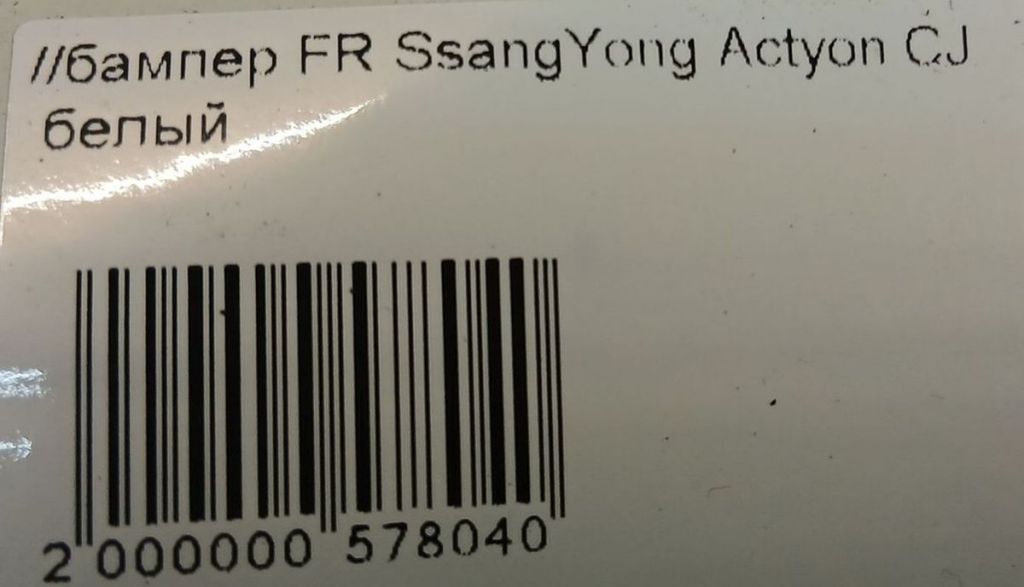 //бампер FR SsangYong Actyon CJ
белый
2 000000 578040